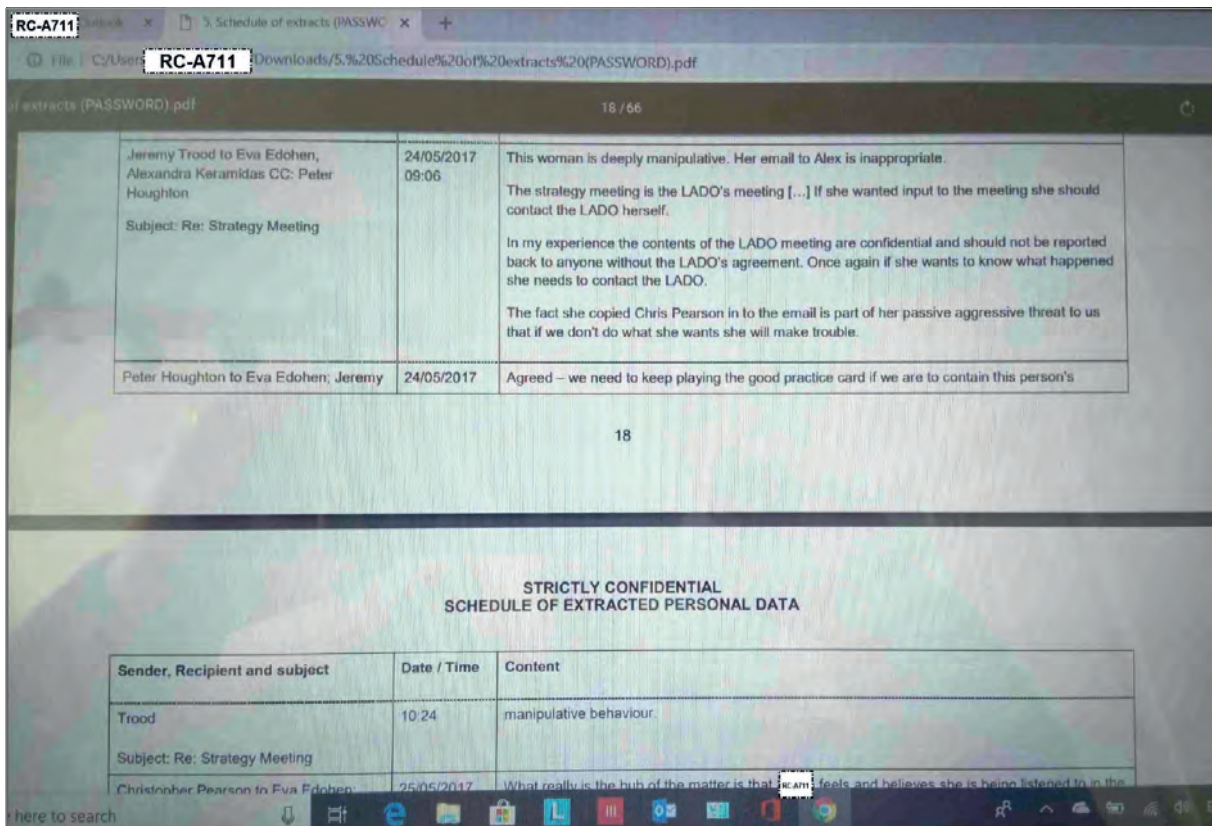 RC-A711
5. Schedule of extracts (PASSWC × +
File C:/User RC-A711 Downloads/5.%20Schedule%20of%20extracts%20(PASSWORD).pdf
of extracts (PASSWORD).pdf 18 / 66
Jeremy Trood to Eva Edohen,
Alexandra Keramidas CC: Peter
Houghton
Subject: Re: Strategy Meeting
24/05/2017
09:06
This woman is deeply manipulative. Her email to Alex is inappropriate.
The strategy meeting is the LADO's meeting [...] If she wanted input to the meeting she should
contact the LADO herself.
In my experience the contents of the LADO meeting are confidential and should not be reported
back to anyone without the LADO's agreement. Once again if she wants to know what happened
she needs to contact the LADO.
The fact she copied Chris Pearson in to the email is part of her passive aggressive threat to us
that if we don't do what she wants she will make trouble.
Peter Houghton to Eva Edohen; Jeremy
24/05/2017
Agreed – we need to keep playing the good practice card if we are to contain this person's
18
STRICTLY CONFIDENTIAL
SCHEDULE OF EXTRACTED PERSONAL DATA
Sender, Recipient and subject
Date / Time
Content
Trood
Subject: Re: Strategy Meeting
10:24
manipulative behaviour.
Christopher Pearson to Eva Edohen;
25/05/2017
What really is the hub of the matter is that RC-A711 feels and believes she is being listened to in the
here to search